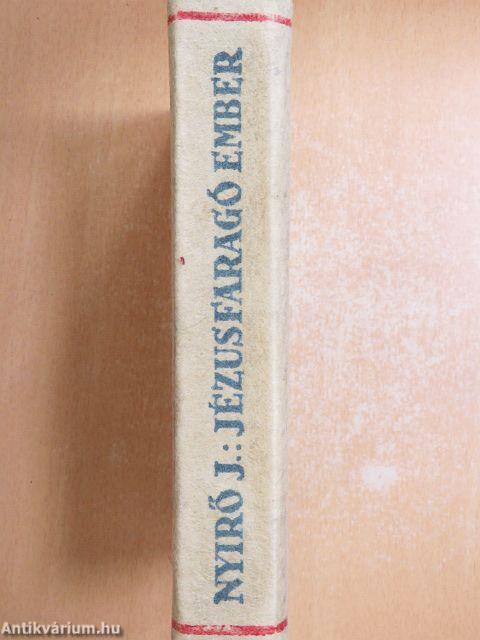 NYIRŐ J.: JÉZUSFARAGÓ EMBER
Antikvárium.hu